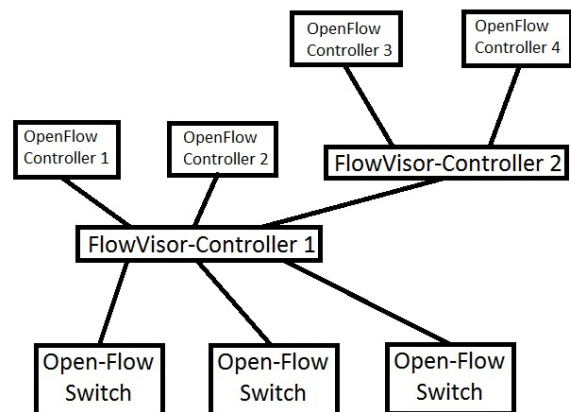 OpenFlow
Controller 3
OpenFlow
Controller 4
OpenFlow
Controller 1
OpenFlow
Controller 2
FlowVisor-Controller 2
FlowVisor-Controller 1
Open-Flow
Switch
Open-Flow
Switch
Open-Flow
Switch